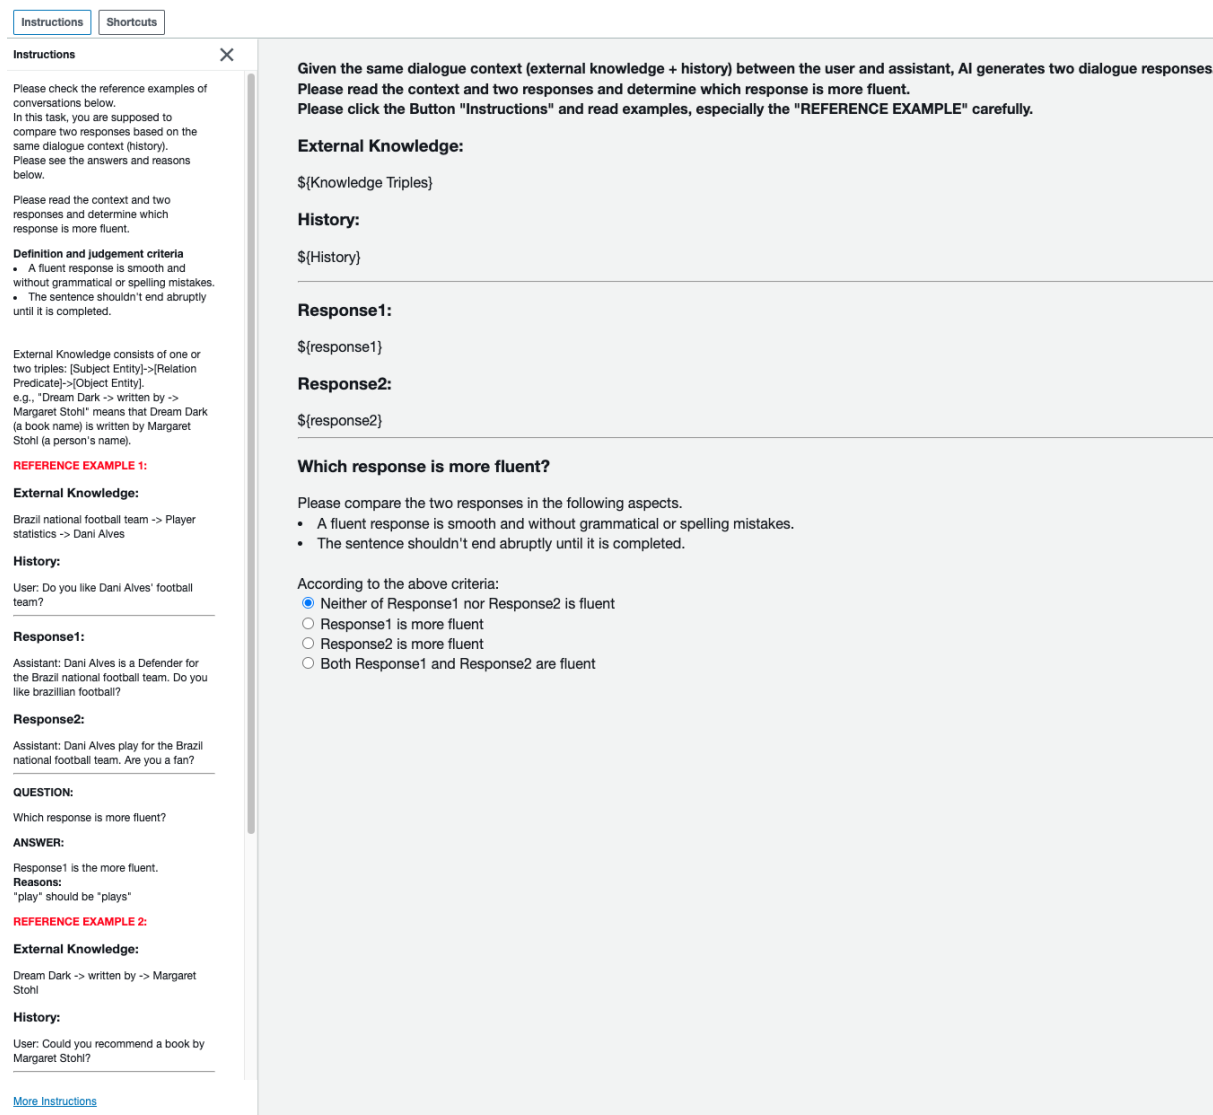 Instructions
Shortcuts
Instructions
Please check the reference examples of
conversations below.
In this task, you are supposed to
compare two responses based on the
same dialogue context (history).
Please see the answers and reasons
below.
Please read the context and two
responses and determine which
response is more fluent.
Definition and judgement criteria
• A fluent response is smooth and
without grammatical or spelling mistakes.
• The sentence shouldn't end abruptly
until it is completed.
External Knowledge consists of one or
two triples: [Subject Entity]->[Relation
Predicate]->[Object Entity].
e.g., "Dream Dark -> written by ->
Margaret Stohl" means that Dream Dark
(a book name) is written by Margaret
Stohl (a person's name).
REFERENCE EXAMPLE 1:
External Knowledge:
Brazil national football team -> Player
statistics -> Dani Alves
History:
User: Do you like Dani Alves' football
team?
Response1:
Assistant: Dani Alves is a Defender for
the Brazil national football team. Do you
like brazillian football?
Response2:
Assistant: Dani Alves play for the Brazil
national football team. Are you a fan?
QUESTION:
Which response is more fluent?
ANSWER:
Response1 is the more fluent.
Reasons:
"play" should be "plays"
REFERENCE EXAMPLE 2:
External Knowledge:
Dream Dark -> written by -> Margaret
Stohl
History:
User: Could you recommend a book by
Margaret Stohl?
More Instructions
Given the same dialogue context (external knowledge + history) between the user and assistant, AI generates two dialogue responses
Please read the context and two responses and determine which response is more fluent.
Please click the Button "Instructions" and read examples, especially the "REFERENCE EXAMPLE" carefully.
External Knowledge:
${Knowledge Triples}
History:
${History}
Response1:
${response1}
Response2:
${response2}
Which response is more fluent?
Please compare the two responses in the following aspects.
• A fluent response is smooth and without grammatical or spelling mistakes.
• The sentence shouldn't end abruptly until it is completed.
According to the above criteria:
Neither of Response1 nor Response2 is fluent
Response1 is more fluent
Response2 is more fluent
Both Response1 and Response2 are fluent